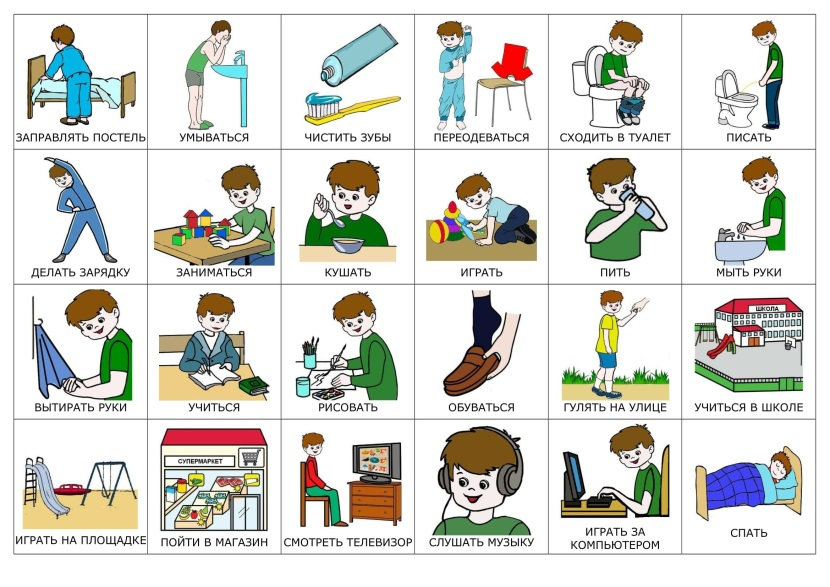 ЗАПРАВЛЯТЬ ПОСТЕЛЬ
УМЫВАТЬСЯ
ЧИСТИТЬ ЗУБЫ
ПЕРЕОДЕВАТЬСЯ
СХОДИТЬ В ТУАЛЕТ
ПИСАТЬ
ДЕЛАТЬ ЗАРЯДКУ
ЗАНИМАТЬСЯ
КУШАТЬ
ИГРАТЬ
ПИТЬ
МЫТЬ РУКИ
ВЫТИРАТЬ РУКИ
УЧИТЬСЯ
РИСОВАТЬ
ОБУВАТЬСЯ
ГУЛЯТЬ НА УЛИЦЕ
ШКОЛА
УЧИТЬСЯ В ШКОЛЕ
ИГРАТЬ НА ПЛОЩАДКЕ
СУПЕРМАРКЕТ
ПОЙТИ В МАГАЗИН
СМОТРЕТЬ ТЕЛЕВИЗОР
СЛУШАТЬ МУЗЫКУ
ИГРАТЬ ЗА
КОМПЬЮТЕРОМ
СПАТЬ